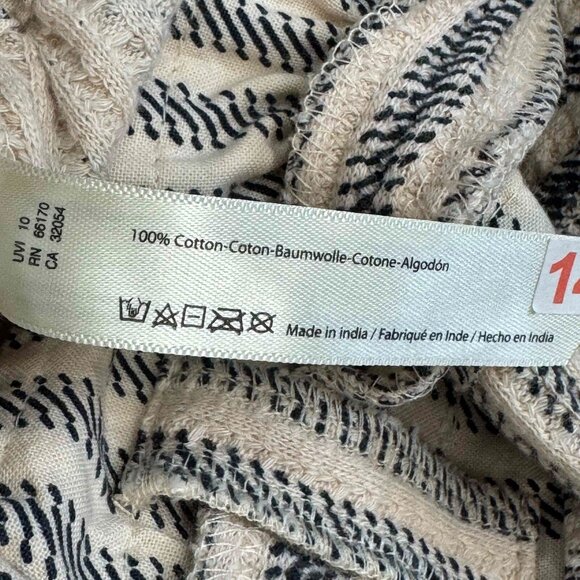 UVI 10
RN 66170
CA 32054
100% Cotton-Coton-Baumwolle-Cotone-Algodón
Made in india / Fabriqué en Inde / Hecho en India
14